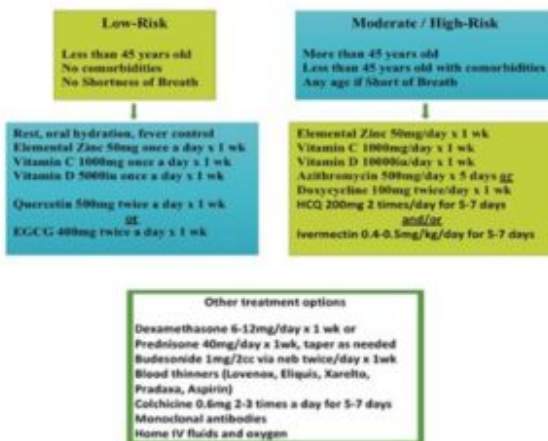 Low-Risk
Less than 45 years old
No comorbidities
No Shortness of Breath
Rest, oral hydration, fever control
Elemental Zinc 50mg once a day x 1 wk
Vitamin C 1000mg once a day x 1 wk
Vitamin D 5000iu once a day x 1 wk
Quercetin 500mg twice a day x 1 wk
or
EGCG 400mg twice a day x 1 wk
Moderate / High-Risk
More than 45 years old
Less than 45 years old with comorbidities
Any age if Short of Breath
Elemental Zinc 50mg/day x 1 wk
Vitamin C 1000mg/day x 1 wk
Vitamin D 10000iu/day x 1 wk
Azithromycin 500mg/day x 5 days or
Doxycycline 100mg twice/day x 1 wk
HCQ 200mg 2 times/day for 5-7 days
and/or
Ivermectin 0.4-0.5mg/kg/day for 5-7 days
Other treatment options
Dexamethasone 6-12mg/day x 1 wk or
Prednisone 40mg/day x 1wk, taper as needed
Budesonide 1mg/2cc via neb twice/day x 1wk
Blood thinners (Lovenox, Eliquis, Xarelto,
Pradaxa, Aspirin)
Colchicine 0.6mg 2-3 times a day for 5-7 days
Monoclonal antibodies
Home IV fluids and oxygen